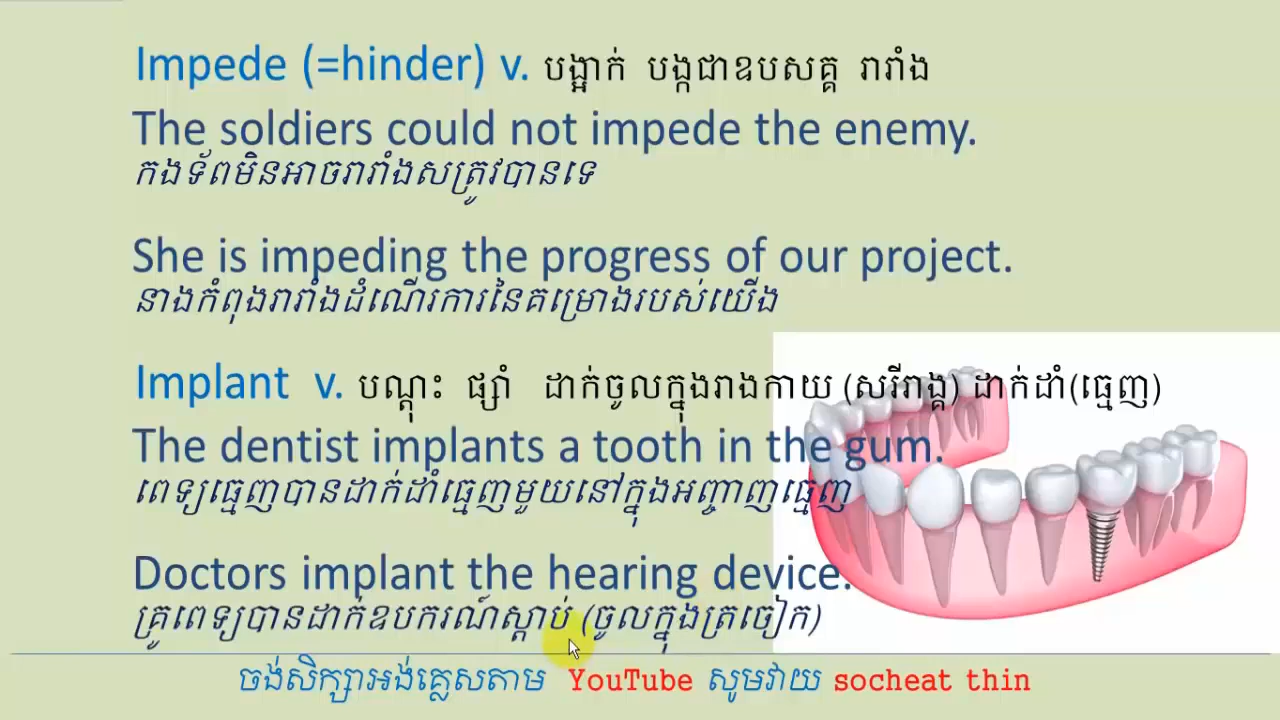 Impede (=hinder) v. បង្អាក់ បង្កជាឧបសគ្គ រារាំង
The soldiers could not impede the enemy.
កងទ័ពមិនអាចរារាំងសត្រូវបានទេ
She is impeding the progress of our project.
នាងកំពុងរារាំងដំណើរការនៃគម្រោងរបស់យើង
Implant v. បណ្តុះ ផ្សាំ ដាក់ចូលក្នុងរាងកាយ (សរីរាង្គ) ដាក់ដាំ(ធ្មេញ)
The dentist implants a tooth in the gum.
ពេទ្យធ្មេញបានដាក់ដាំធ្មេញមួយនៅក្នុងអញ្ចាញធ្មេញ
Doctors implant the hearing device.
គ្រូពេទ្យបានដាក់ឧបករណ៍ស្តាប់ (ចូលក្នុងត្រចៀក)
ចង់សិក្សាអង់គ្លេសតាម YouTube សូមវាយ socheat thin